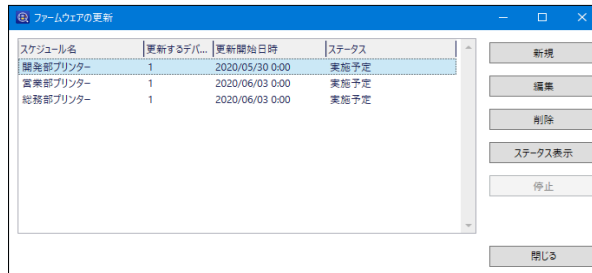 ファームウェアの更新
スケジュール名 更新するデバ... 更新開始日時 ステータス
開発部プリンター 1 2020/05/30 0:00 実施予定
営業部プリンター 1 2020/06/03 0:00 実施予定
総務部プリンター 1 2020/06/03 0:00 実施予定
新規
編集
削除
ステータス表示
停止
閉じる